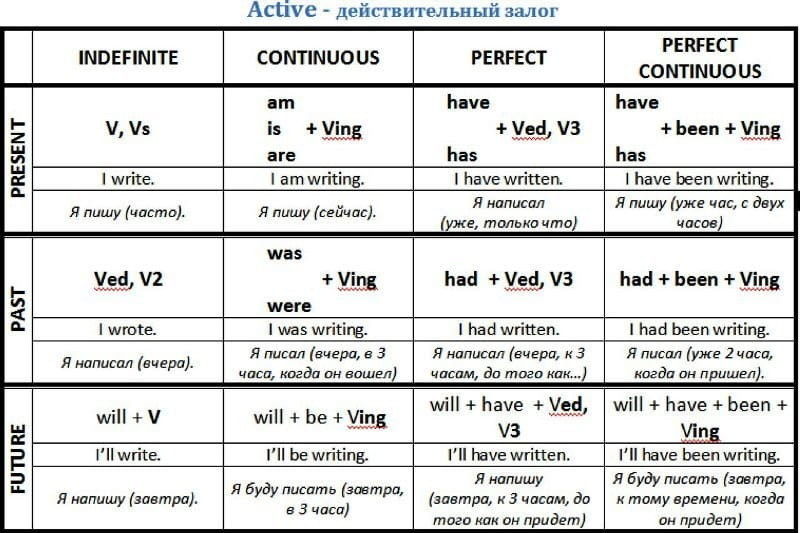 Active - действительный залог
INDEFINITE
CONTINUOUS
PERFECT
PERFECT
CONTINUOUS
PRESENT
V, Vs
am
is + Ving
are
have
+ Ved, V3
has
have
+ been + Ving
has
I write.
I am writing.
I have written.
I have been writing.
Я пишу (часто).
Я пишу (сейчас).
Я написал
(уже, только что)
Я пишу (уже час, с двух
часов)
PAST
Ved, V2
was
+ Ving
were
had + Ved, V3
had + been + Ving
I wrote.
I was writing.
I had written.
I had been writing.
Я написал (вчера).
Я писал (вчера, в 3
часа, когда он вошел)
Я написал (вчера, к 3
часам, до того как...)
Я писал (уже 2 часа,
когда он пришел).
FUTURE
will + V
will + be + Ving
will + have + Ved,
V3
will + have + been +
Ving
I'll write.
I'll be writing.
I'll have written.
I'll have been writing.
Я напишу (завтра).
Я буду писать (завтра,
в 3 часа)
Я напишу
(завтра, к 3 часам, до
того как он придет)
Я буду писать (завтра,
к тому времени, когда
он придет)